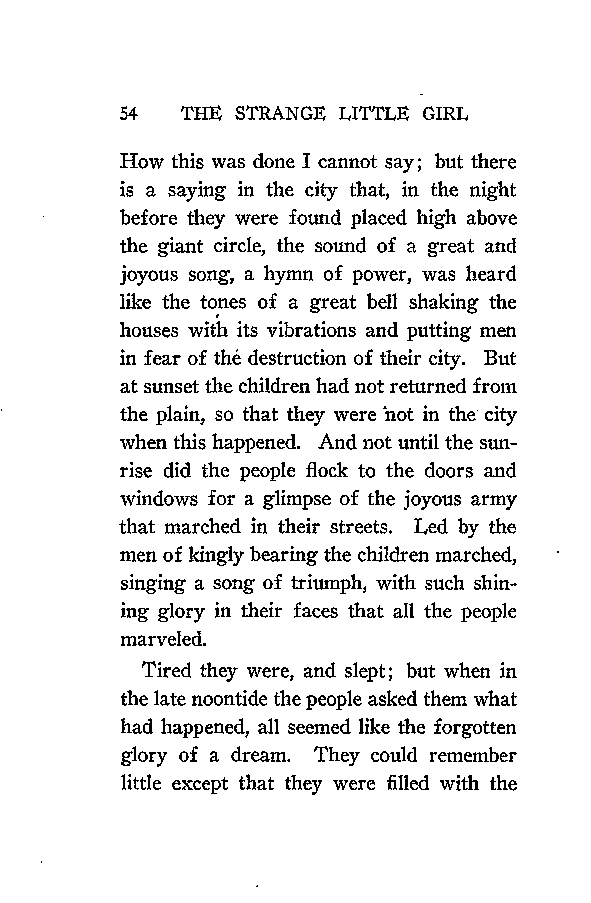 54 THE STRANGE LITTLE GIRL
How this was done I cannot say; but there
is a saying in the city that, in the night
before they were found placed high above
the giant circle, the sound of a great and
joyous song, a hymn of power, was heard
like the tones of a great bell shaking the
houses with its vibrations and putting men
in fear of the destruction of their city. But
at sunset the children had not returned from
the plain, so that they were not in the city
when this happened. And not until the sun-
rise did the people flock to the doors and
windows for a glimpse of the joyous army
that marched in their streets. Led by the
men of kingly bearing the children marched,
singing a song of triumph, with such shin-
ing glory in their faces that all the people
marveled.
Tired they were, and slept; but when in
the late noontide the people asked them what
had happened, all seemed like the forgotten
glory of a dream. They could remember
little except that they were filled with the